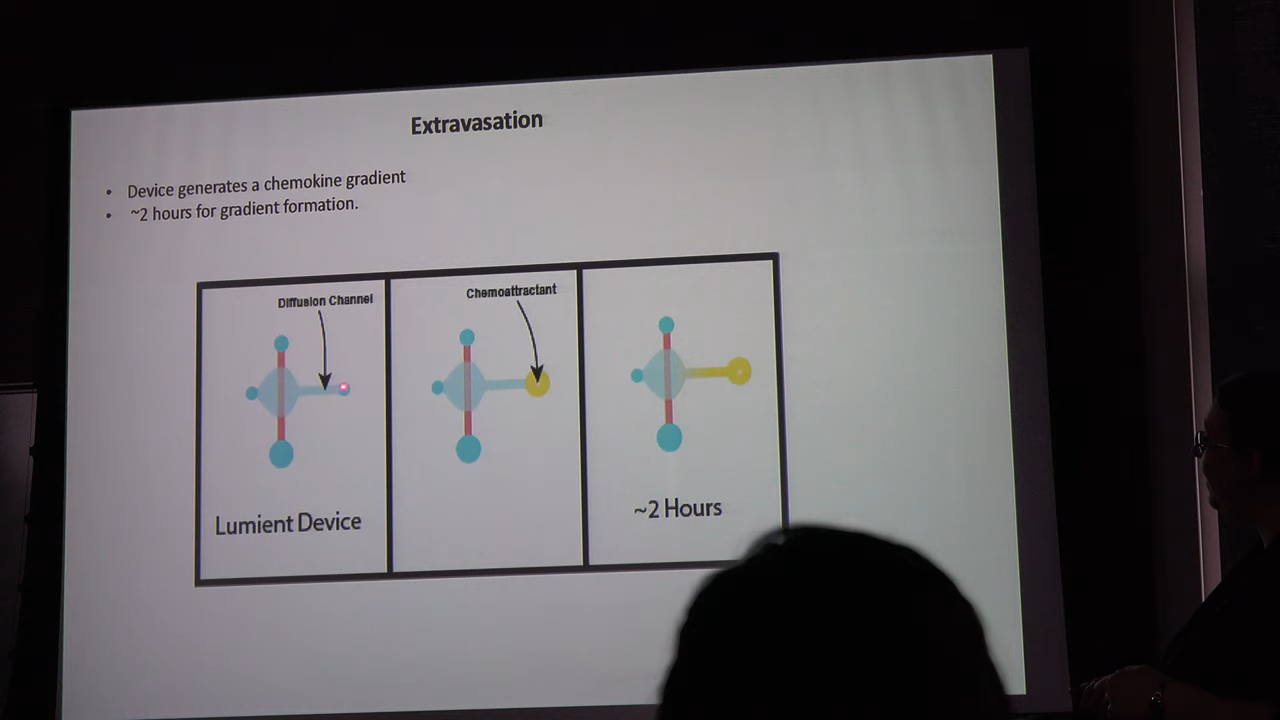 Extravasation
• Device generates a chemokine gradient
• ~2 hours for gradient formation.
Diffusion Channel
Chemoattractant
Lumient Device
~2 Hours